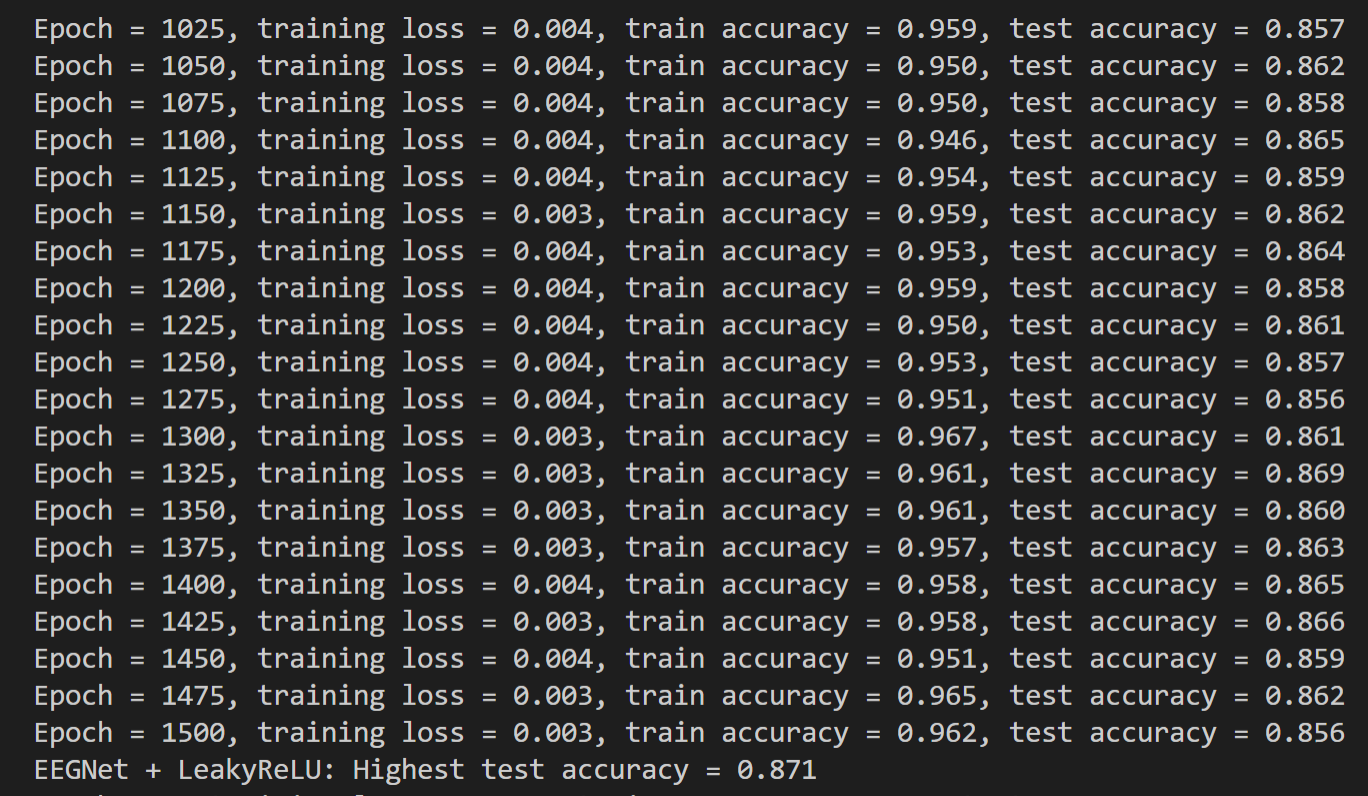 Epoch = 1025, training loss = 0.004, train accuracy = 0.959, test accuracy = 0.857
Epoch = 1050, training loss = 0.004, train accuracy = 0.950, test accuracy = 0.862
Epoch = 1075, training loss = 0.004, train accuracy = 0.950, test accuracy = 0.858
Epoch = 1100, training loss = 0.004, train accuracy = 0.946, test accuracy = 0.865
Epoch = 1125, training loss = 0.004, train accuracy = 0.954, test accuracy = 0.859
Epoch = 1150, training loss = 0.003, train accuracy = 0.959, test accuracy = 0.862
Epoch = 1175, training loss = 0.004, train accuracy = 0.953, test accuracy = 0.864
Epoch = 1200, training loss = 0.004, train accuracy = 0.959, test accuracy = 0.858
Epoch = 1225, training loss = 0.004, train accuracy = 0.950, test accuracy = 0.861
Epoch = 1250, training loss = 0.004, train accuracy = 0.953, test accuracy = 0.857
Epoch = 1275, training loss = 0.004, train accuracy = 0.951, test accuracy = 0.856
Epoch = 1300, training loss = 0.003, train accuracy = 0.967, test accuracy = 0.861
Epoch = 1325, training loss = 0.003, train accuracy = 0.961, test accuracy = 0.869
Epoch = 1350, training loss = 0.003, train accuracy = 0.961, test accuracy = 0.860
Epoch = 1375, training loss = 0.003, train accuracy = 0.957, test accuracy = 0.863
Epoch = 1400, training loss = 0.004, train accuracy = 0.958, test accuracy = 0.865
Epoch = 1425, training loss = 0.003, train accuracy = 0.958, test accuracy = 0.866
Epoch = 1450, training loss = 0.004, train accuracy = 0.951, test accuracy = 0.859
Epoch = 1475, training loss = 0.003, train accuracy = 0.965, test accuracy = 0.862
Epoch = 1500, training loss = 0.003, train accuracy = 0.962, test accuracy = 0.856
EEGNet + LeakyReLU: Highest test accuracy = 0.871